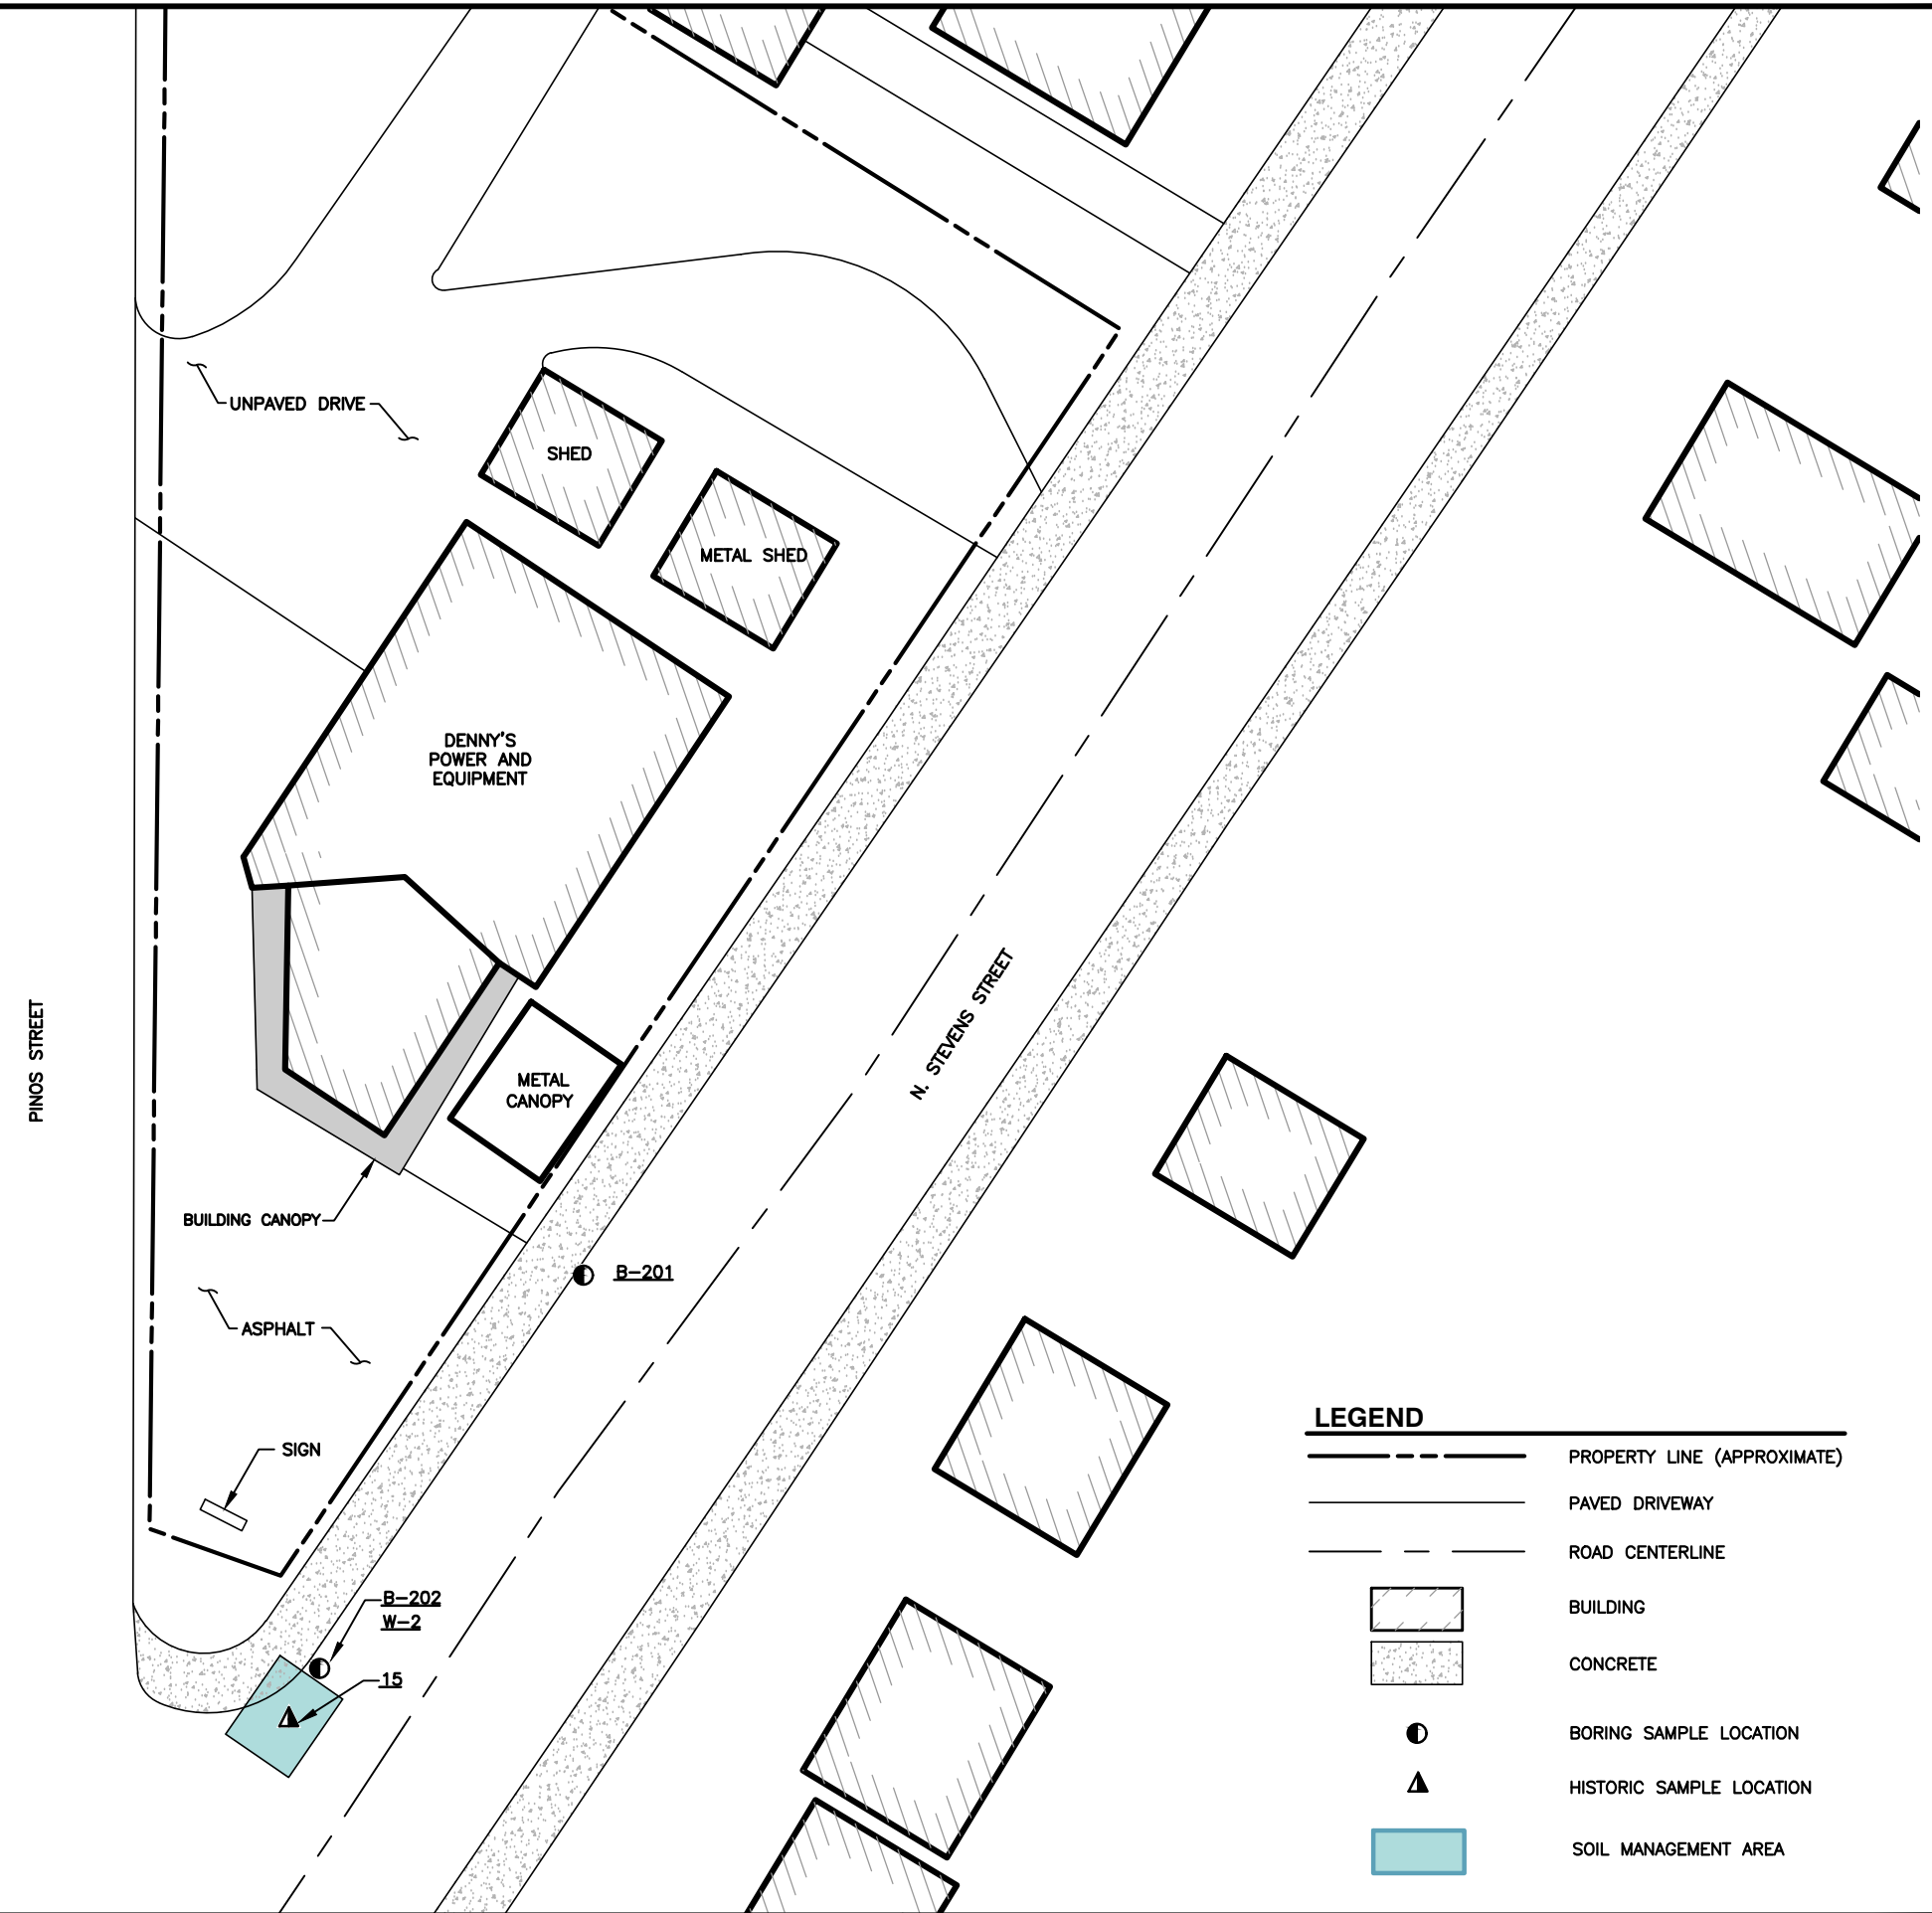 UNPAVED DRIVE
SHED
METAL SHED
DENNY'S
POWER AND
EQUIPMENT
N. STEVENS STREET
PINOS STREET
METAL
CANOPY
BUILDING CANOPY
B-201
ASPHALT
SIGN
B-202
W-2
15
LEGEND
PROPERTY LINE (APPROXIMATE)
PAVED DRIVEWAY
ROAD CENTERLINE
BUILDING
CONCRETE
BORING SAMPLE LOCATION
HISTORIC SAMPLE LOCATION
SOIL MANAGEMENT AREA